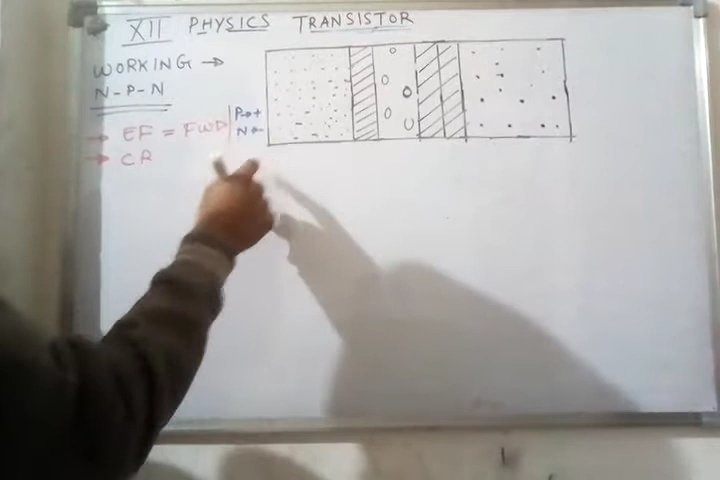 XII PHYSICS TRANSISTOR
WORKING →
N-P-N
→ EF = FWD | P→+
N←-
→ CR